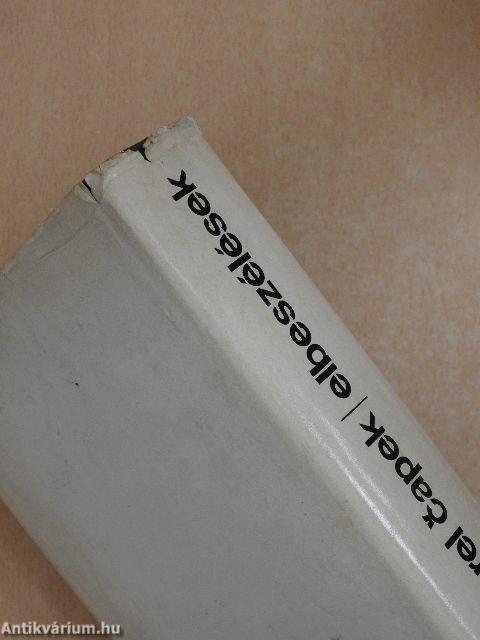 rel čapek | elbeszélések
Antikvárium.hu